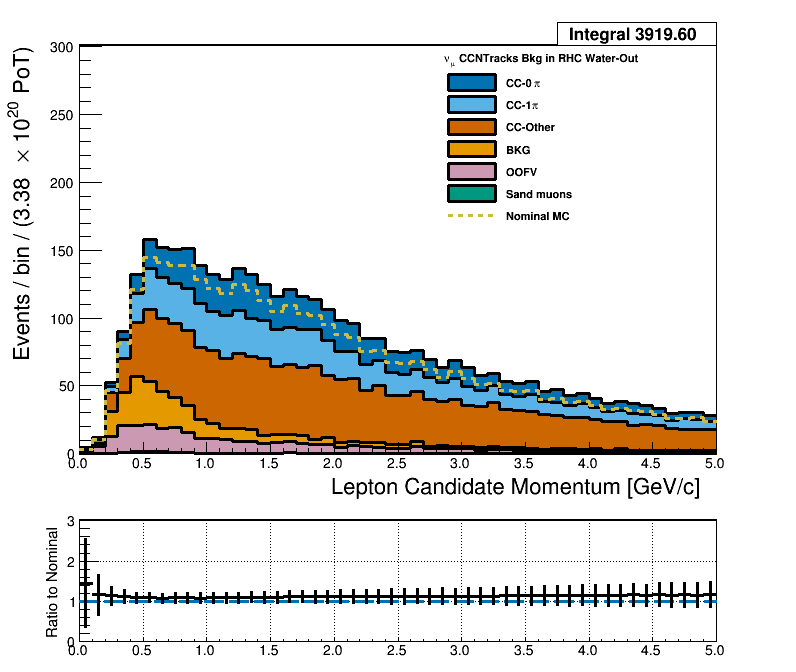 Integral 3919.60
ν_μ CCNTracks Bkg in RHC Water-Out
CC-0 π
CC-1π
CC-Other
BKG
OOFV
Sand muons
Nominal MC
Events / bin / (3.38 × 10^20 PoT)
300
250
200
150
100
50
0
0.0 0.5 1.0 1.5 2.0 2.5 3.0 3.5 4.0 4.5 5.0
Lepton Candidate Momentum [GeV/c]
Ratio to Nominal
3
2
1
0
0.0 0.5 1.0 1.5 2.0 2.5 3.0 3.5 4.0 4.5 5.0